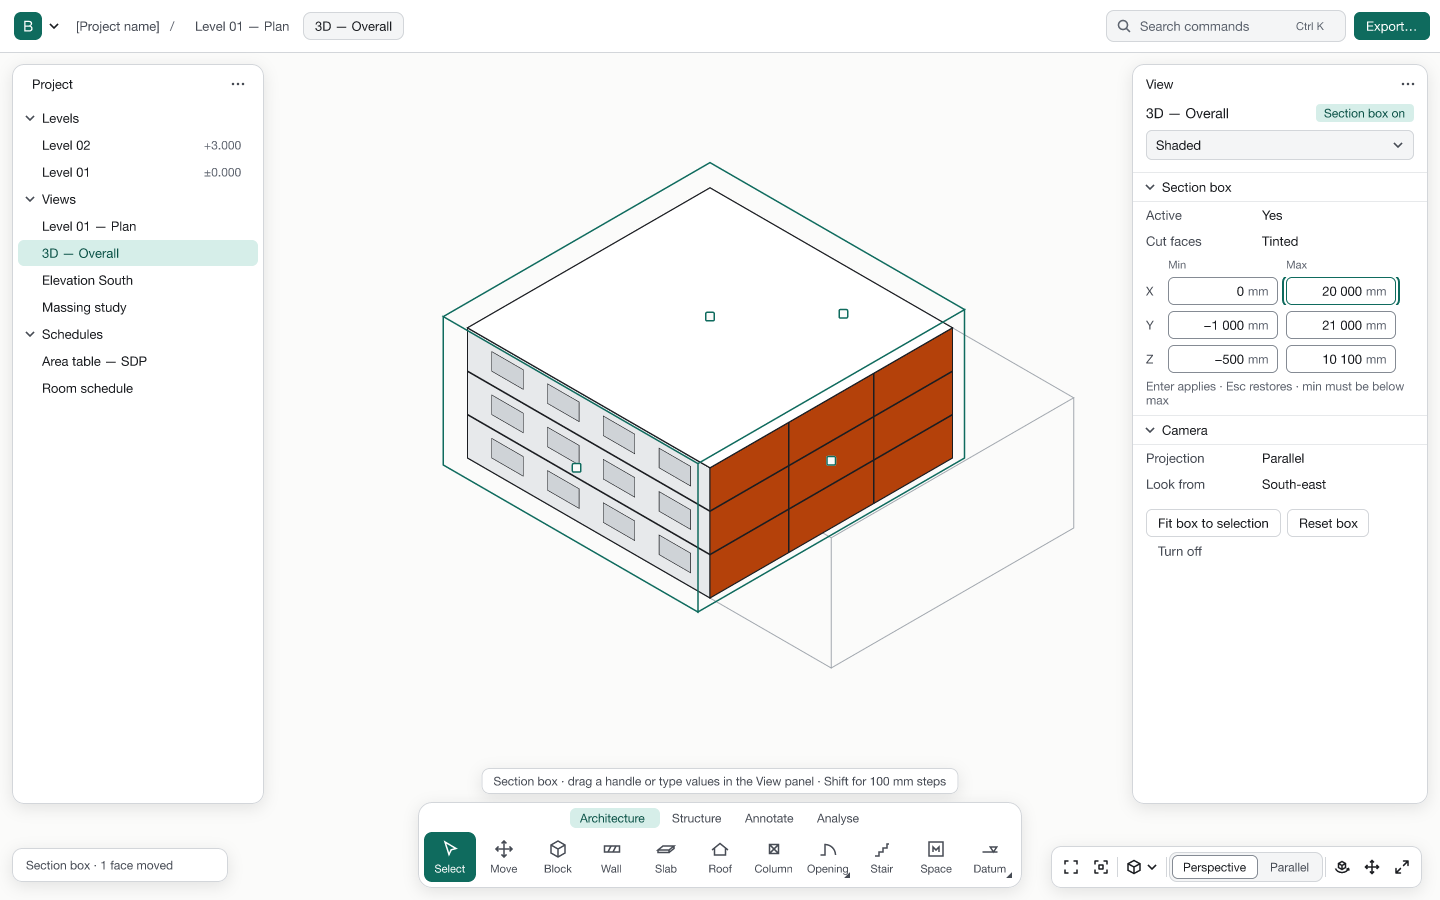 B [Project name] / Level 01 — Plan 3D — Overall Search commands Ctrl K Export...
Project
Levels
Level 02 +3.000
Level 01 ±0.000
Views
Level 01 — Plan
3D — Overall
Elevation South
Massing study
Schedules
Area table — SDP
Room schedule
View
3D — Overall Section box on
Shaded
Section box
Active Yes
Cut faces Tinted
Min Max
X 0 mm 20 000 mm
Y −1 000 mm 21 000 mm
Z −500 mm 10 100 mm
Enter applies · Esc restores · min must be below
max
Camera
Projection Parallel
Look from South-east
Fit box to selection Reset box
Turn off
Section box · drag a handle or type values in the View panel · Shift for 100 mm steps
Architecture Structure Annotate Analyse
Select Move Block Wall Slab Roof Column Opening Stair Space Datum
Section box · 1 face moved
Perspective Parallel